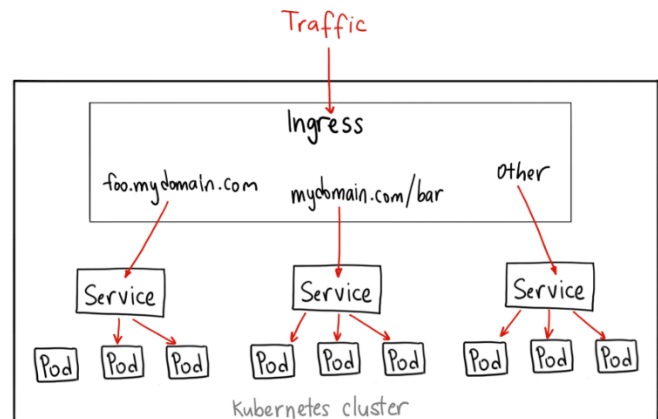 Traffic
Ingress
foo.mydomain.com
mydomain.com/bar
Other
Service
Service
Service
Pod
Pod
Pod
Pod
Pod
Pod
Pod
Pod
Pod
Kubernetes cluster